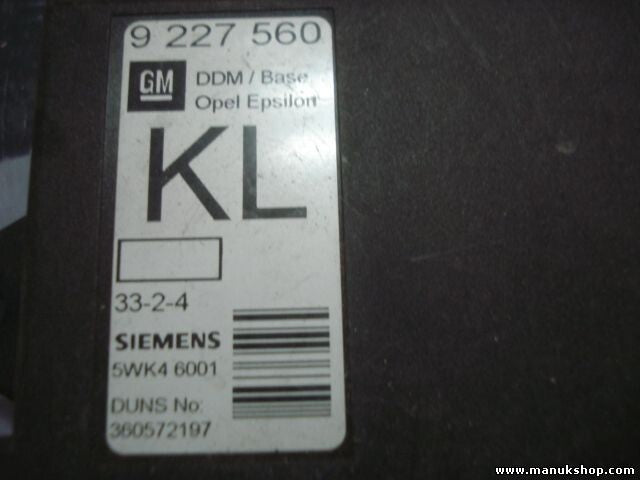 9 227 560
GM DDM / Base
Opel Epsilon
KL
33-2-4
SIEMENS
5WK4 6001
DUNS No:
360572197
www.manukshop.com